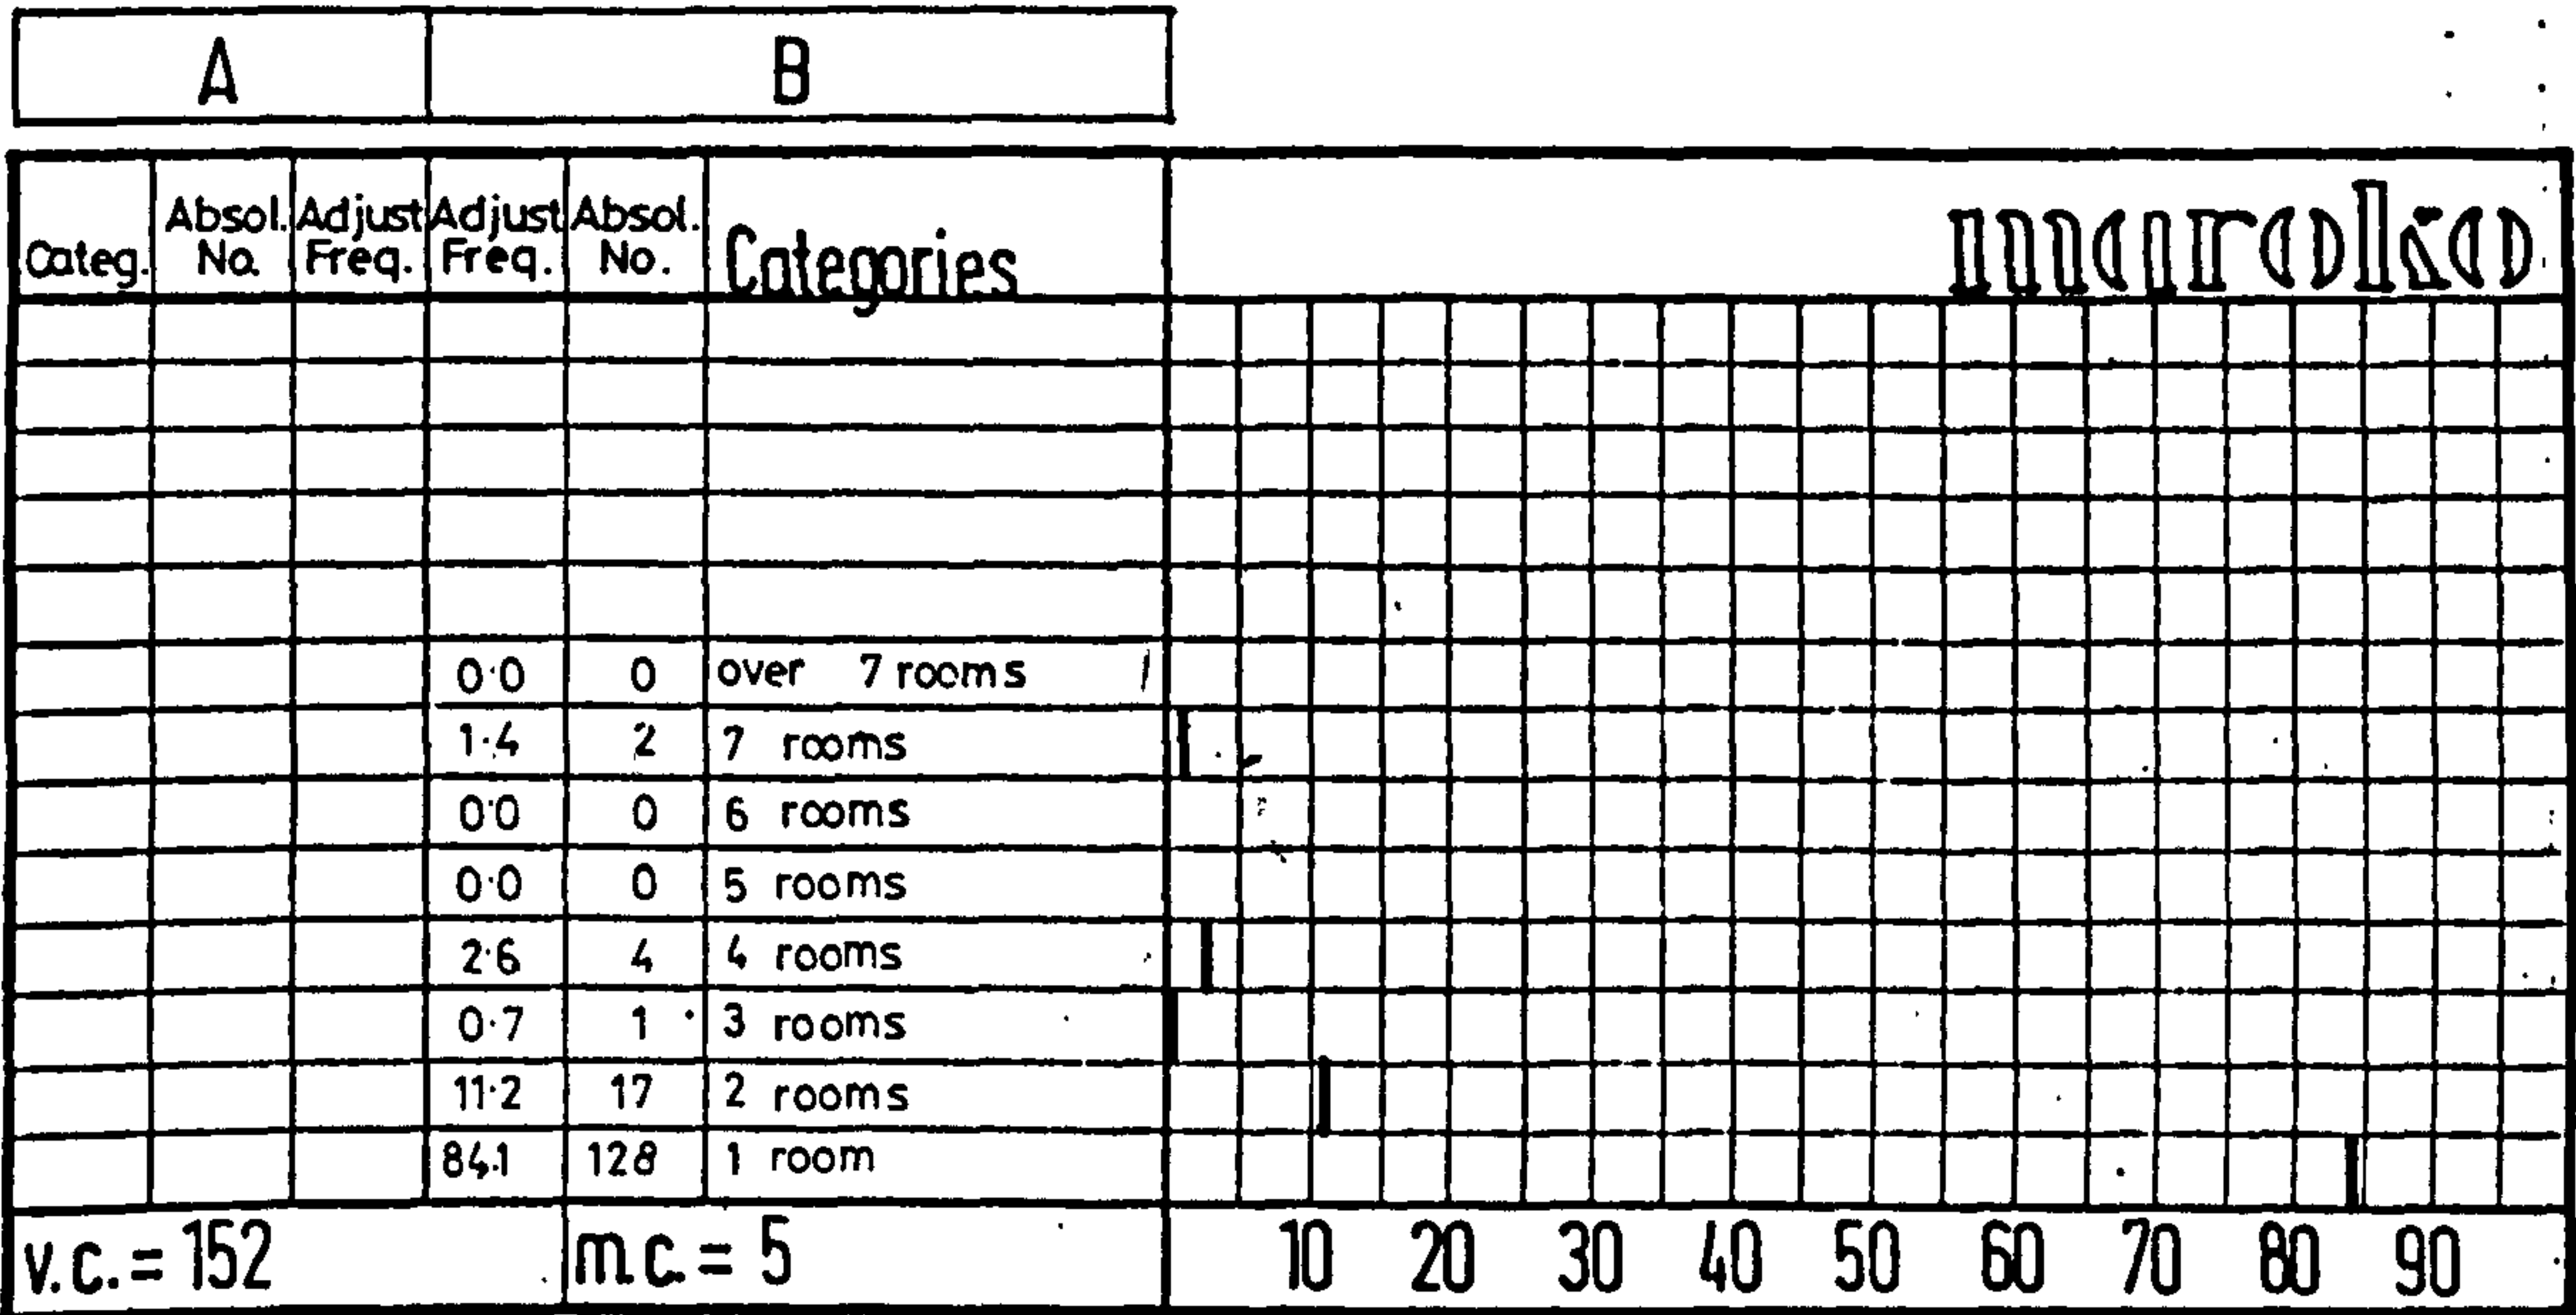 A B
Categ. Absol. No. Adjust Freq. Adjust Freq. Absol. No. Categories maroko
0·0 0 over 7 rooms
1·4 2 7 rooms
0·0 0 6 rooms
0·0 0 5 rooms
2·6 4 4 rooms
0·7 1 3 rooms
11·2 17 2 rooms
84.1 128 1 room
v.c. = 152 m.c. = 5 10 20 30 40 50 60 70 80 90